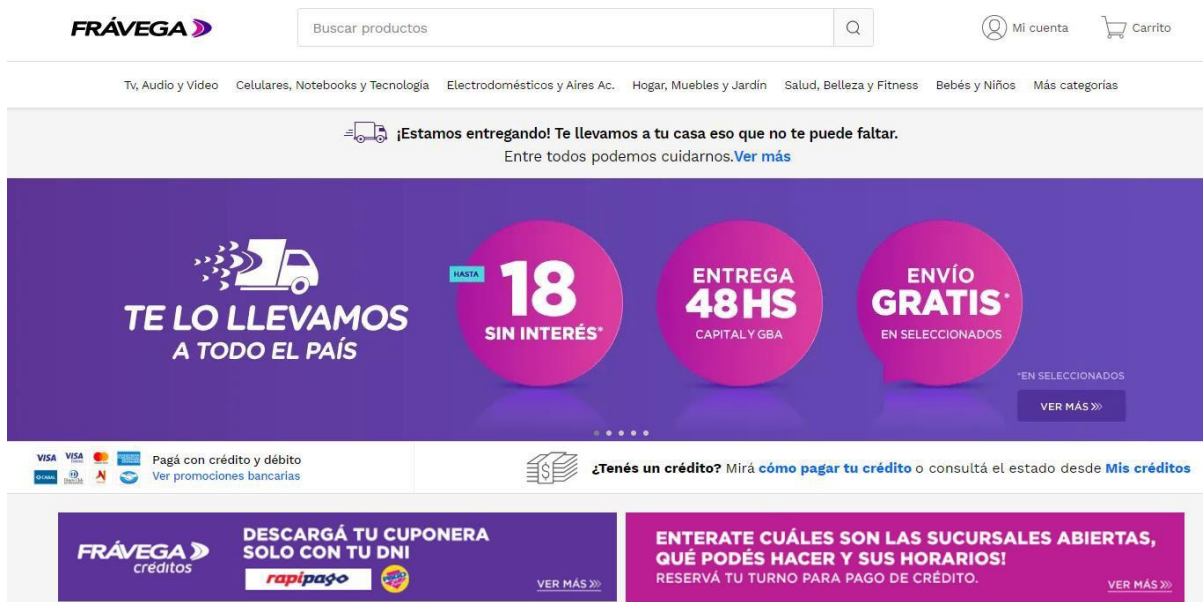 FRÁVEGA
Buscar productos
Mi cuenta
Carrito
Tv, Audio y Video Celulares, Notebooks y Tecnología Electrodomésticos y Aires Ac. Hogar, Muebles y Jardín Salud, Belleza y Fitness Bebés y Niños Más categorías
¡Estamos entregando! Te llevamos a tu casa eso que no te puede faltar.
Entre todos podemos cuidarnos.Ver más
TE LO LLEVAMOS
A TODO EL PAÍS
HASTA
18
SIN INTERÉS*
ENTREGA
48HS
CAPITAL Y GBA
ENVÍO
GRATIS*
EN SELECCIONADOS
*EN SELECCIONADOS
VER MÁS
VISA VISA
Pagá con crédito y débito
Ver promociones bancarias
¿Tenés un crédito? Mirá cómo pagar tu crédito o consultá el estado desde Mis créditos
FRÁVEGA
créditos
DESCARGÁ TU CUPONERA
SOLO CON TU DNI
rapipago
VER MÁS
ENTERATE CUÁLES SON LAS SUCURSALES ABIERTAS,
QUÉ PODÉS HACER Y SUS HORARIOS!
RESERVÁ TU TURNO PARA PAGO DE CRÉDITO.
VER MÁS